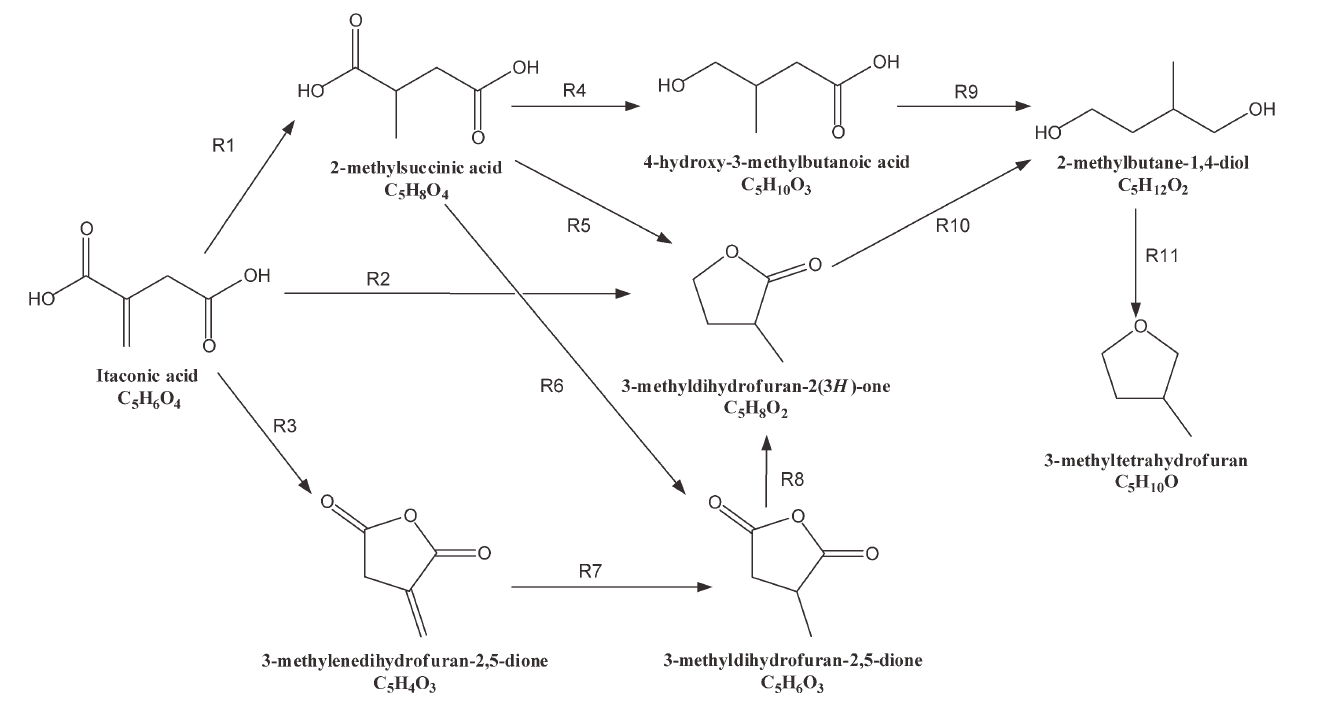 O
HO
OH
O
2-methylsuccinic acid
C₅H₈O₄
R4
HO
OH
O
4-hydroxy-3-methylbutanoic acid
C₅H₁₀O₃
R9
HO
OH
2-methylbutane-1,4-diol
C₅H₁₂O₂
R1
R5
R10
R11
O
HO
OH
O
Itaconic acid
C₅H₆O₄
R2
O
O
3-methyldihydrofuran-2(3H)-one
C₅H₈O₂
O
3-methyltetrahydrofuran
C₅H₁₀O
R3
R6
R8
O
O
O
3-methylenedihydrofuran-2,5-dione
C₅H₄O₃
R7
O
O
O
3-methyldihydrofuran-2,5-dione
C₅H₆O₃